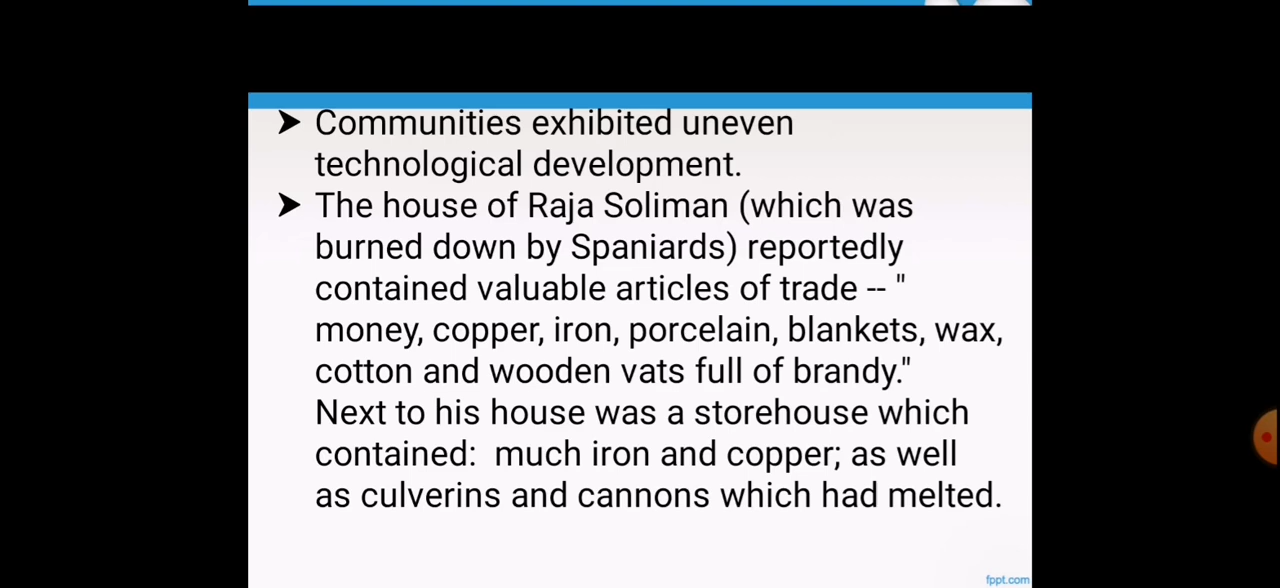 ➤ Communities exhibited uneven
technological development.
➤ The house of Raja Soliman (which was
burned down by Spaniards) reportedly
contained valuable articles of trade -- "
money, copper, iron, porcelain, blankets, wax,
cotton and wooden vats full of brandy."
Next to his house was a storehouse which
contained:  much iron and copper; as well
as culverins and cannons which had melted.
fppt.com